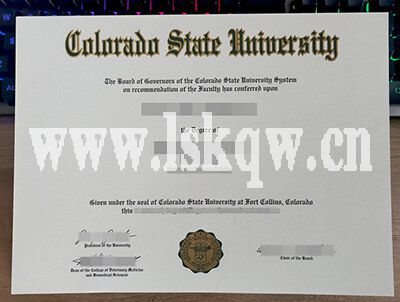 Colorado State University
The Board of Governors of the Colorado State University System
on recommendation of the Faculty has conferred upon
the Degree of
www.lskqw.cn
Given under the seal of Colorado State University at Fort Collins, Colorado
this
President of the University
Dean of the College of Veterinary Medicine
and Biomedical Sciences
Chair of the Board